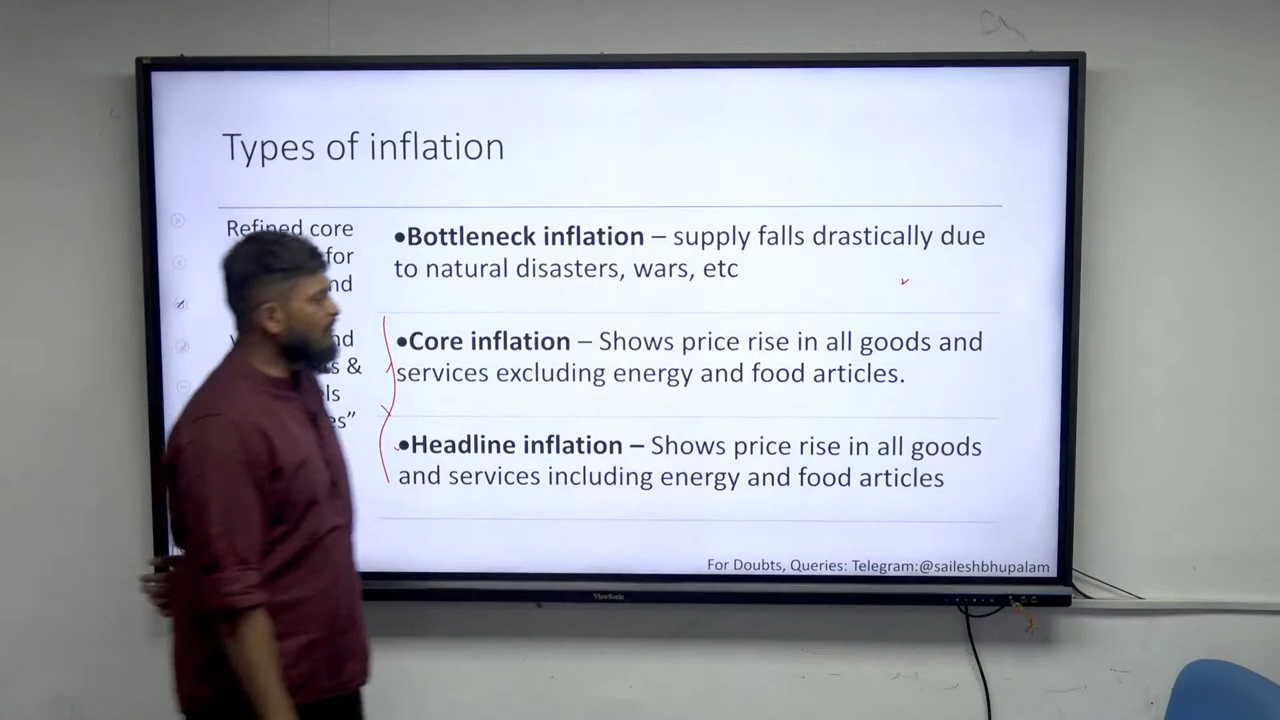 Types of inflation
Refined core
for
nd
nd
s &
ls
es”
•Bottleneck inflation – supply falls drastically due
to natural disasters, wars, etc
•Core inflation – Shows price rise in all goods and
services excluding energy and food articles.
•Headline inflation – Shows price rise in all goods
and services including energy and food articles
For Doubts, Queries: Telegram:@saileshbhupalam
ViewSonic